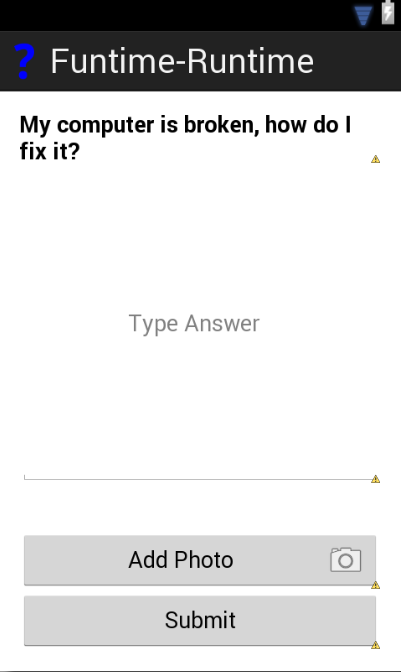 ? Funtime-Runtime
My computer is broken, how do I
fix it?
Type Answer
Add Photo
Submit